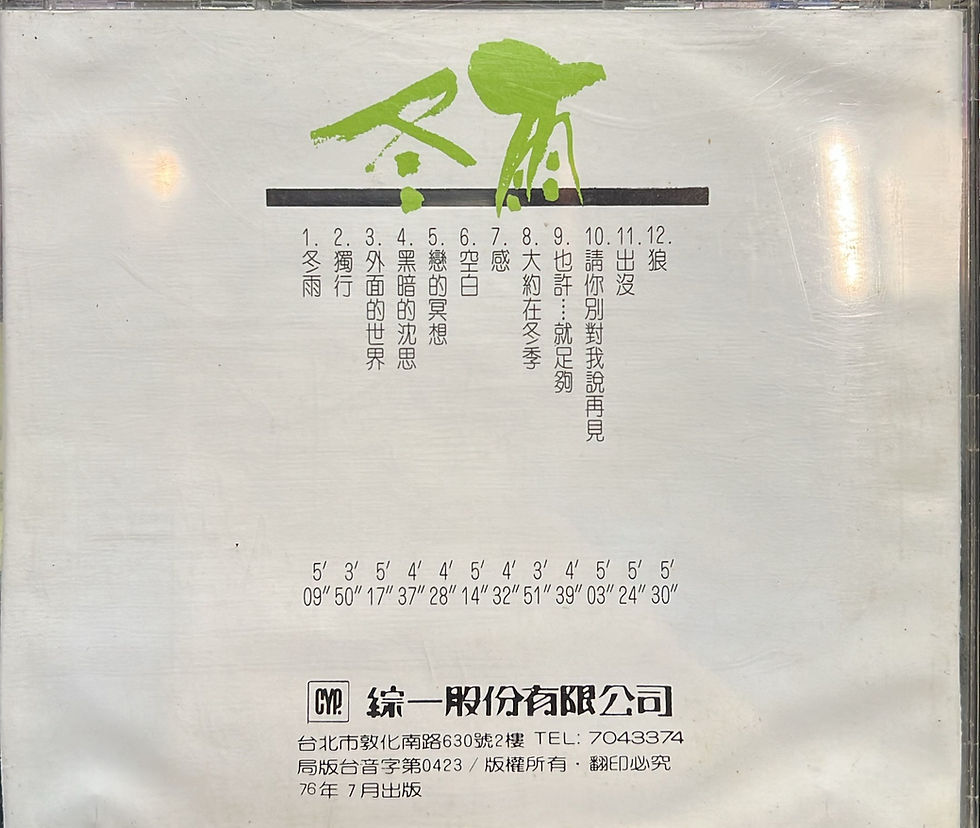 冬雨
1.冬雨
2.獨行
3.外面的世界
4.黑暗的沈思
5.戀的冥想
6.空白
7.感
8.大約在冬季
9.也許…就足夠
10.請你別對我說再見
11.出沒
12.狼
5′09″
3′50″
5′17″
4′37″
4′28″
5′14″
4′32″
3′51″
4′39″
5′03″
5′24″
5′30″
CYP. 綜一股份有限公司
台北市敦化南路630號2樓 TEL: 7043374
局版台音字第0423 / 版權所有・翻印必究
76年7月出版